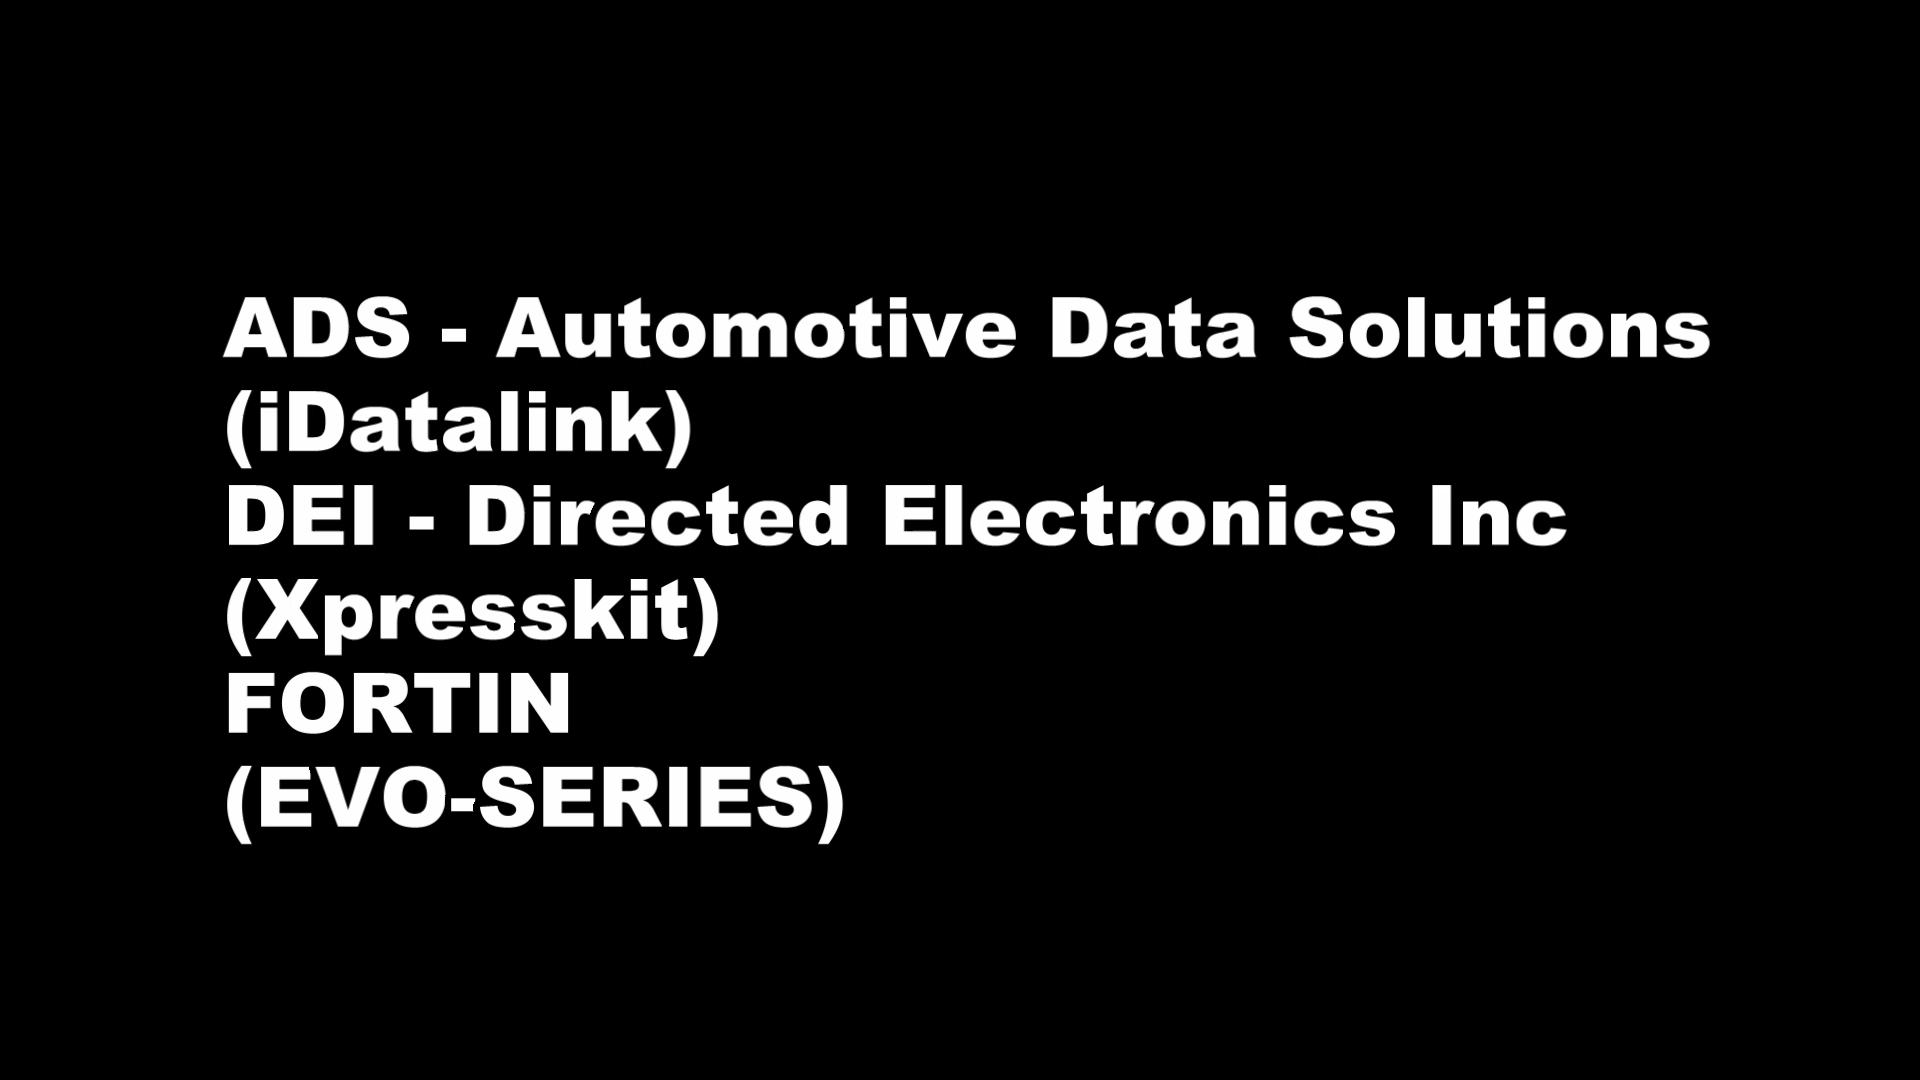 ADS - Automotive Data Solutions
(iDatalink)
DEI - Directed Electronics Inc
(Xpresskit)
FORTIN
(EVO-SERIES)